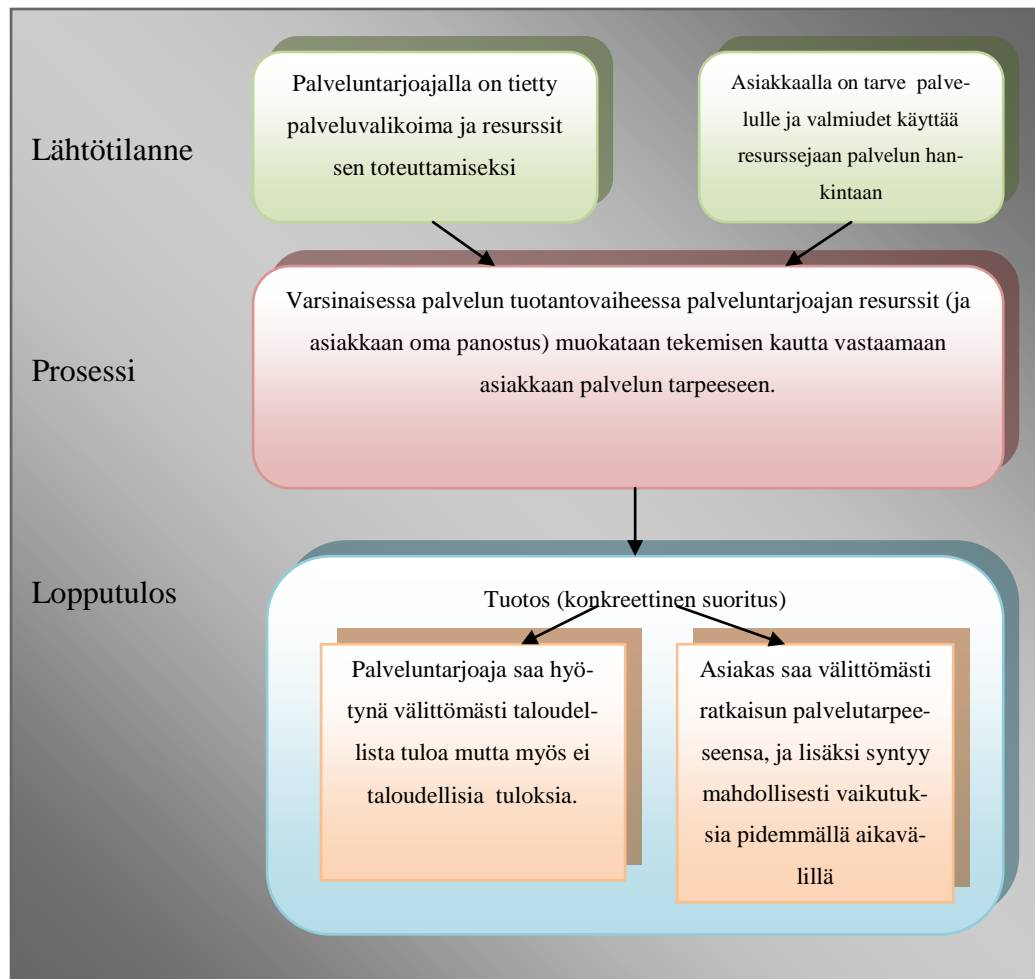 Lähtötilanne
Palveluntarjoajalla on tietty
palveluvalikoima ja resurssit
sen toteuttamiseksi
Asiakkaalla on tarve palve-
lulle ja valmiudet käyttää
resurssejaan palvelun han-
kintaan
Prosessi
Varsinaisessa palvelun tuotantovaiheessa palveluntarjoajan resurssit (ja
asiakkaan oma panostus) muokataan tekemisen kautta vastaamaan
asiakkaan palvelun tarpeeseen.
Lopputulos
Tuotos (konkreettinen suoritus)
Palveluntarjoaja saa hyö-
tynä välittömästi taloudel-
lista tuloa mutta myös ei
taloudellisia tuloksia.
Asiakas saa välittömästi
ratkaisun palvelutarpee-
seensa, ja lisäksi syntyy
mahdollisesti vaikutuk-
sia pidemmällä aikavä-
lillä